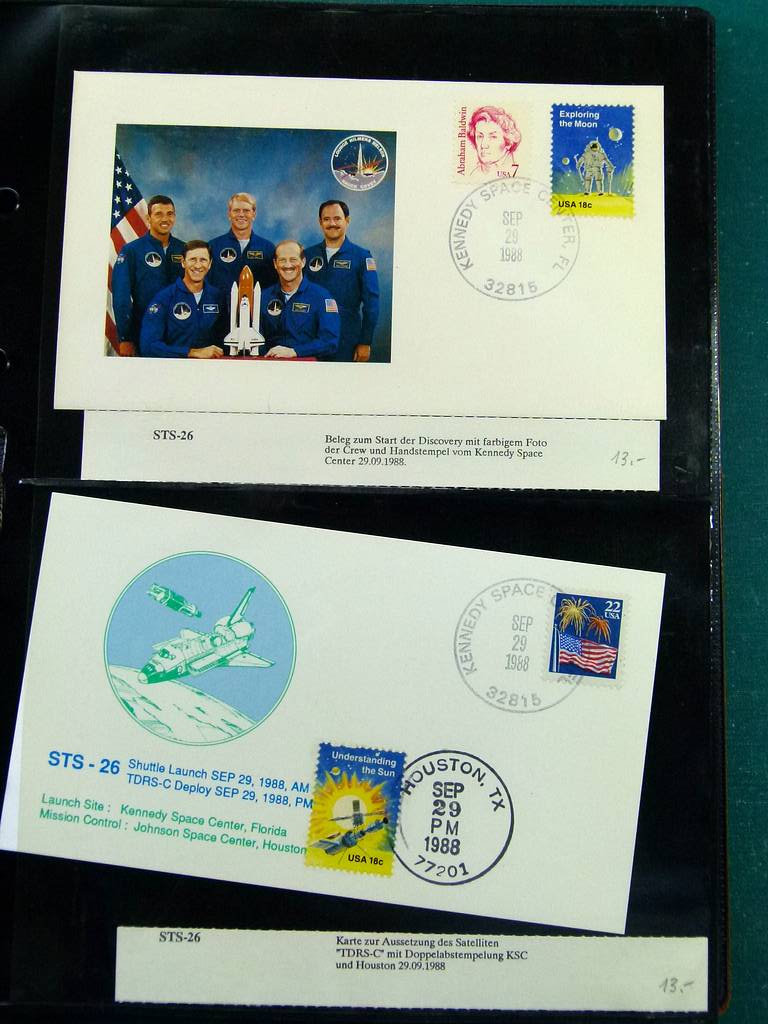 LOUNGE HILMERS NELSON
HAUCK COVEY
Abraham Baldwin
USA 7
Exploring
the Moon
USA 18c
KENNEDY SPACE CENTER, FL
SEP
29
1988
32815
STS-26
Beleg zum Start der Discovery mit farbigem Foto
der Crew und Handstempel vom Kennedy Space
Center 29.09.1988.
13.-
KENNEDY SPACE
SEP
29
1988
32815
22
USA
STS - 26
Shuttle Launch SEP 29, 1988, AM
TDRS-C Deploy SEP 29, 1988, PM
Launch Site : Kennedy Space Center, Florida
Mission Control : Johnson Space Center, Houston
Understanding
the Sun
USA 18c
HOUSTON, TX
SEP
29
PM
1988
77201
STS-26
Karte zur Aussetzung des Satelliten
"TDRS-C" mit Doppelabstempelung KSC
und Houston 29.09.1988
13.-